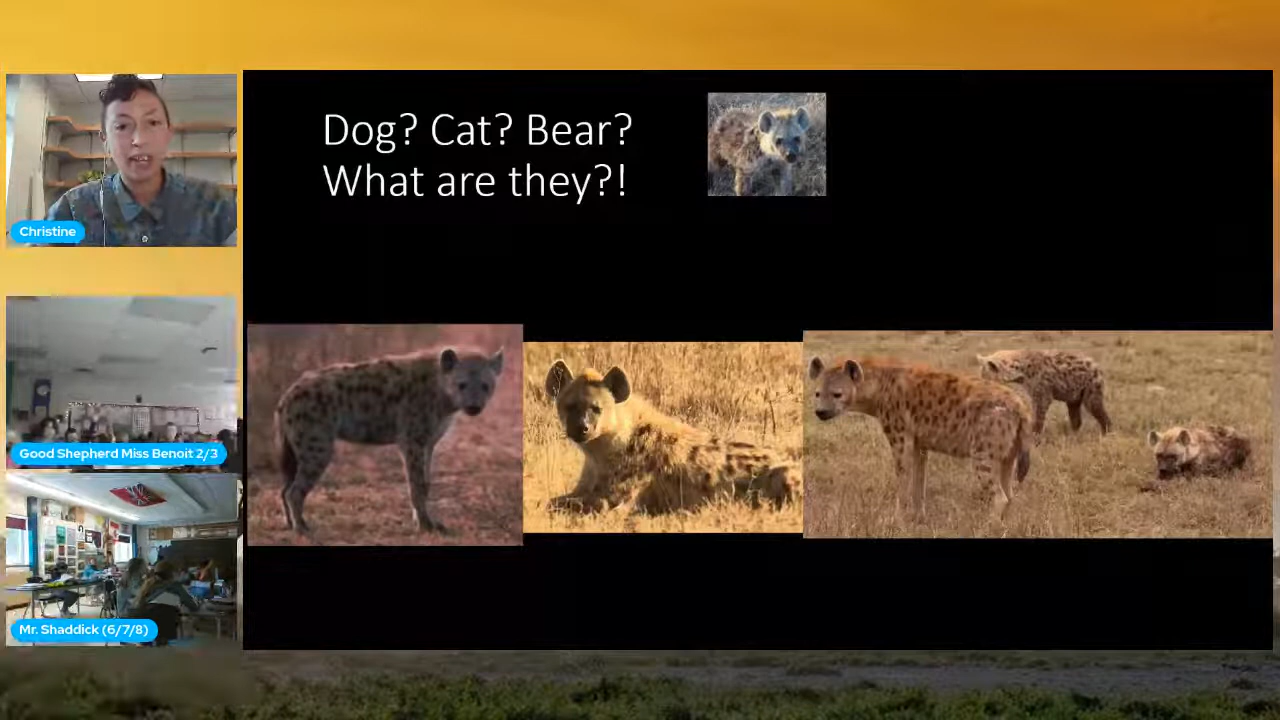 Dog? Cat? Bear?
What are they?!
Christine
Good Shepherd Miss Benoit 2/3
Mr. Shaddick (6/7/8)